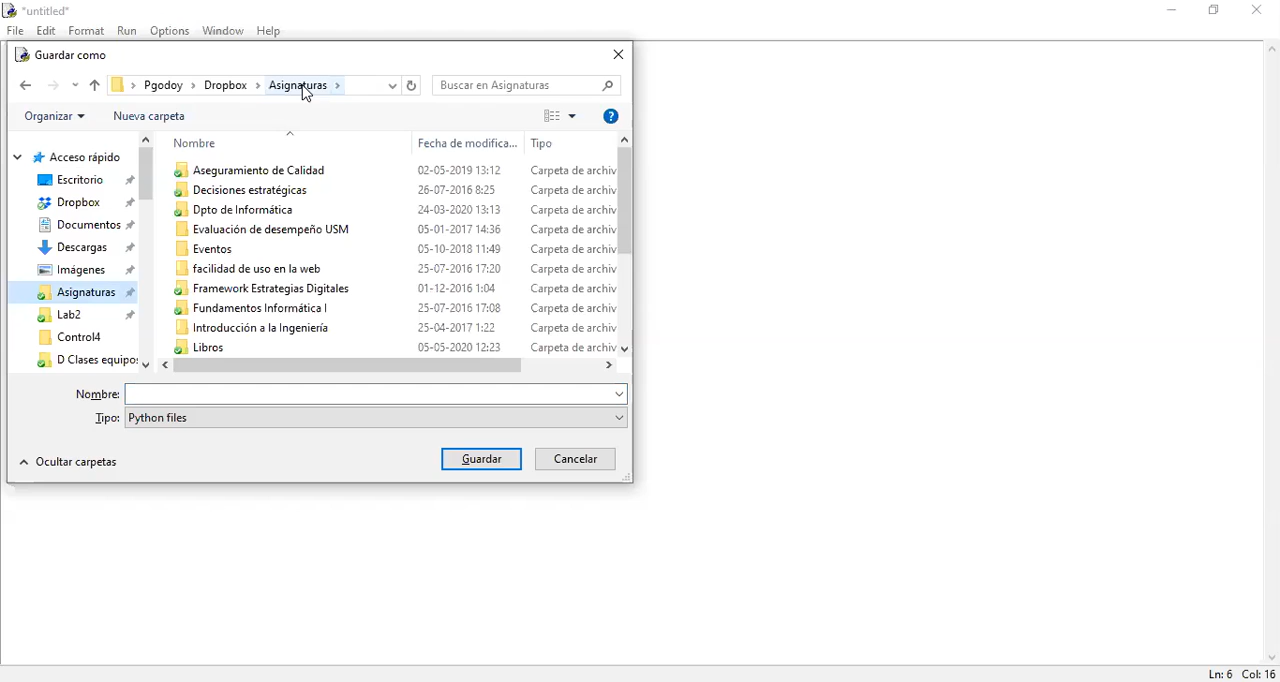 *untitled*
File Edit Format Run Options Window Help
Guardar como
Pgodoy Dropbox Asignaturas Buscar en Asignaturas
Organizar Nueva carpeta
Nombre Fecha de modifica... Tipo
Acceso rápido
Escritorio
Dropbox
Documentos
Descargas
Imágenes
Asignaturas
Lab2
Control4
D Clases equipo:
Aseguramiento de Calidad 02-05-2019 13:12 Carpeta de archiv
Decisiones estratégicas 26-07-2016 8:25 Carpeta de archiv
Dpto de Informática 24-03-2020 13:13 Carpeta de archiv
Evaluación de desempeño USM 05-01-2017 14:36 Carpeta de archiv
Eventos 05-10-2018 11:49 Carpeta de archiv
facilidad de uso en la web 25-07-2016 17:20 Carpeta de archiv
Framework Estrategias Digitales 01-12-2016 1:04 Carpeta de archiv
Fundamentos Informática I 25-07-2016 17:08 Carpeta de archiv
Introducción a la Ingeniería 25-04-2017 1:22 Carpeta de archiv
Libros 05-05-2020 12:23 Carpeta de archiv
Nombre:
Tipo: Python files
Ocultar carpetas Guardar Cancelar
Ln: 6 Col: 16